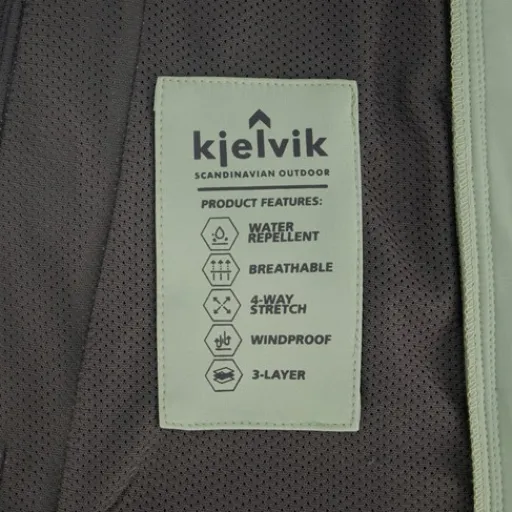 kjelvik
SCANDINAVIAN OUTDOOR
PRODUCT FEATURES:
WATER
REPELLENT
BREATHABLE
4-WAY
STRETCH
WINDPROOF
3-LAYER